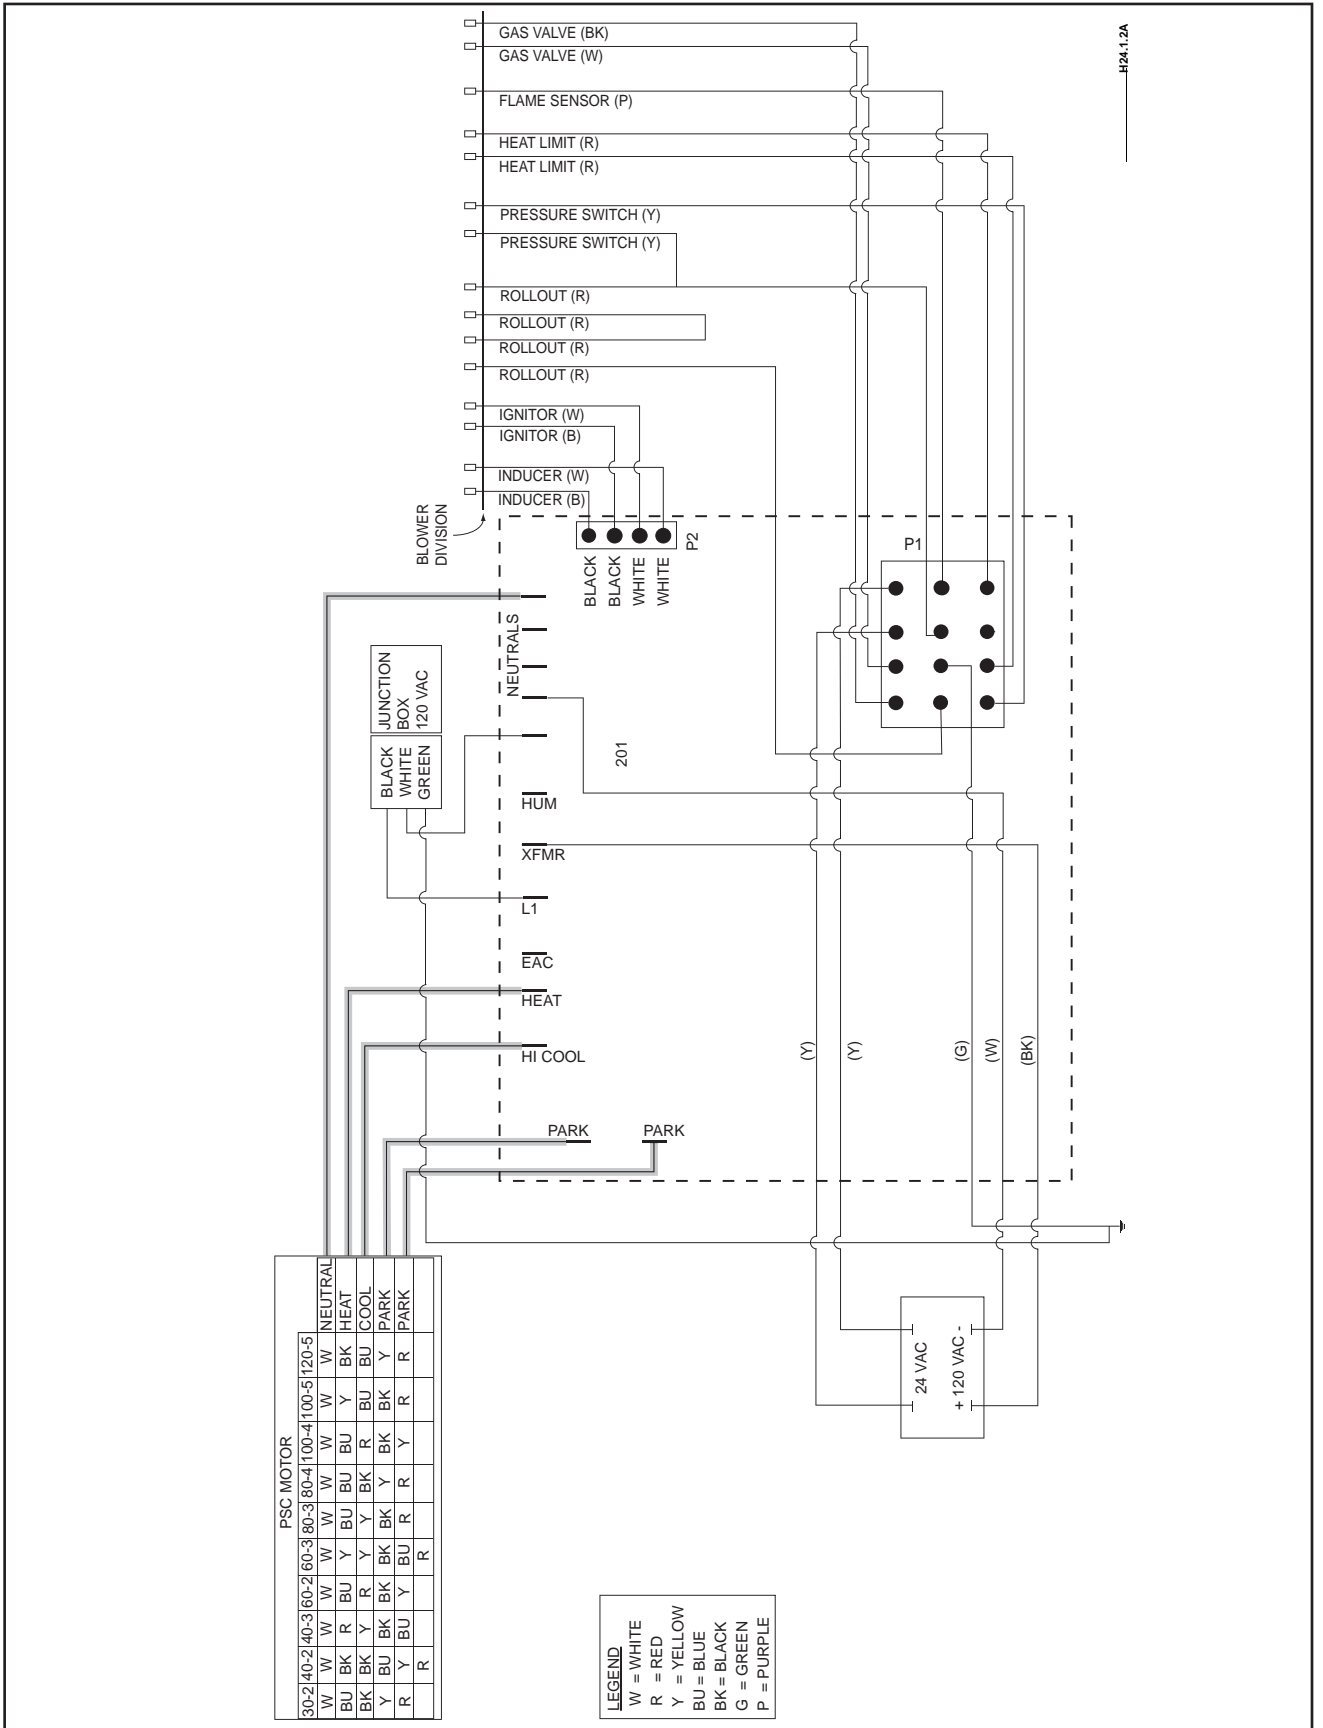 GAS VALVE (BK)
GAS VALVE (W)
FLAME SENSOR (P)
HEAT LIMIT (R)
HEAT LIMIT (R)
PRESSURE SWITCH (Y)
PRESSURE SWITCH (Y)
ROLLOUT (R)
ROLLOUT (R)
ROLLOUT (R)
ROLLOUT (R)
IGNITOR (W)
IGNITOR (B)
INDUCER (W)
INDUCER (B)
H24.1.2A
BLOWER
DIVISION
P2
BLACK
BLACK
WHITE
WHITE
P1
NEUTRALS
JUNCTION
BOX
120 VAC
BLACK
WHITE
GREEN
201
HUM
XFMR
L1
EAC
HEAT
HI COOL
PARK
PARK
(Y)
(Y)
(G)
(W)
(BK)
24 VAC
+ 120 VAC -
PSC MOTOR
30-2 40-2 40-3 60-2 60-3 80-3 80-4 100-4 100-5 120-5
W W W W W W W W W W NEUTRAL
BU BK R BU Y BU BU BU Y BK HEAT
BK BK Y R Y Y BK R BU BU COOL
Y BU BK BK BK BK Y BK BK Y PARK
R Y BU Y BU R R Y R R PARK
R R
LEGEND
W = WHITE
R = RED
Y = YELLOW
BU = BLUE
BK = BLACK
G = GREEN
P = PURPLE